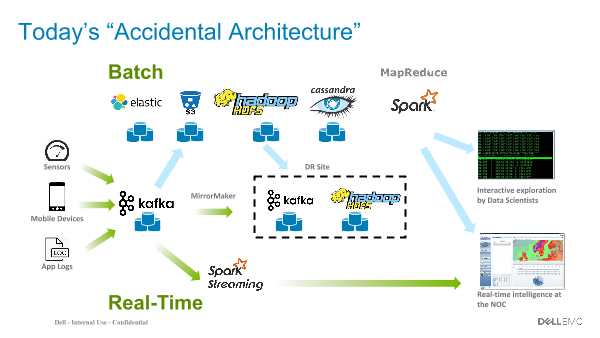 Today's “Accidental Architecture”
Batch
MapReduce
elastic
S3
hadoop
HDFS
cassandra
Spark
Sensors
DR Site
Mobile Devices
kafka
MirrorMaker
kafka
hadoop
HDFS
Interactive exploration
by Data Scientists
App Logs
LOG
Spark
Streaming
Real-Time
Real-time intelligence at
the NOC
Dell - Internal Use - Confidential
DELLEMC